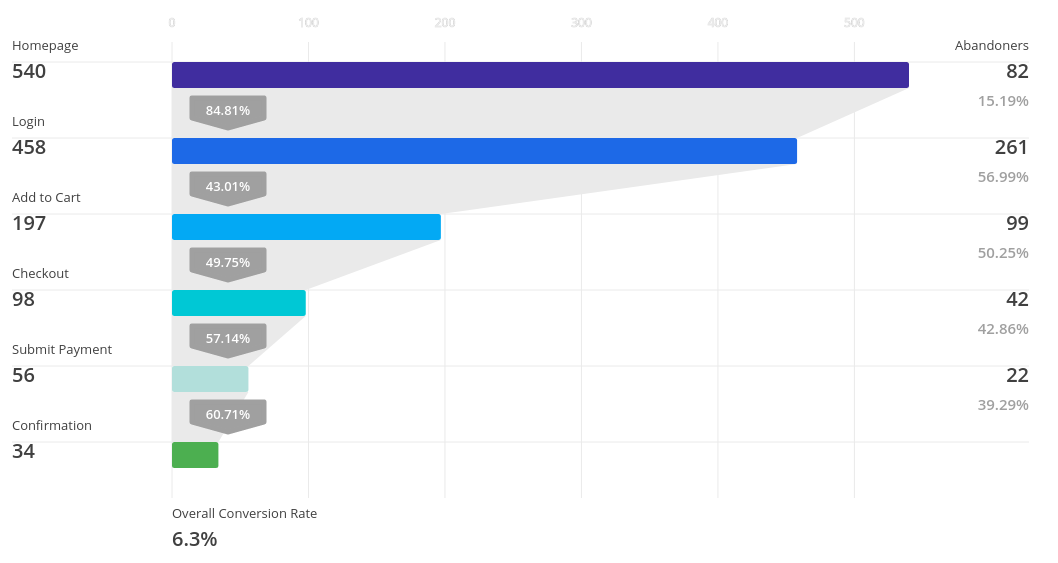 0 100 200 300 400 500
Homepage Abandoners
540 82
84.81% 15.19%
Login
458 261
43.01% 56.99%
Add to Cart
197 99
49.75% 50.25%
Checkout
98 42
57.14% 42.86%
Submit Payment
56 22
60.71% 39.29%
Confirmation
34
Overall Conversion Rate
6.3%